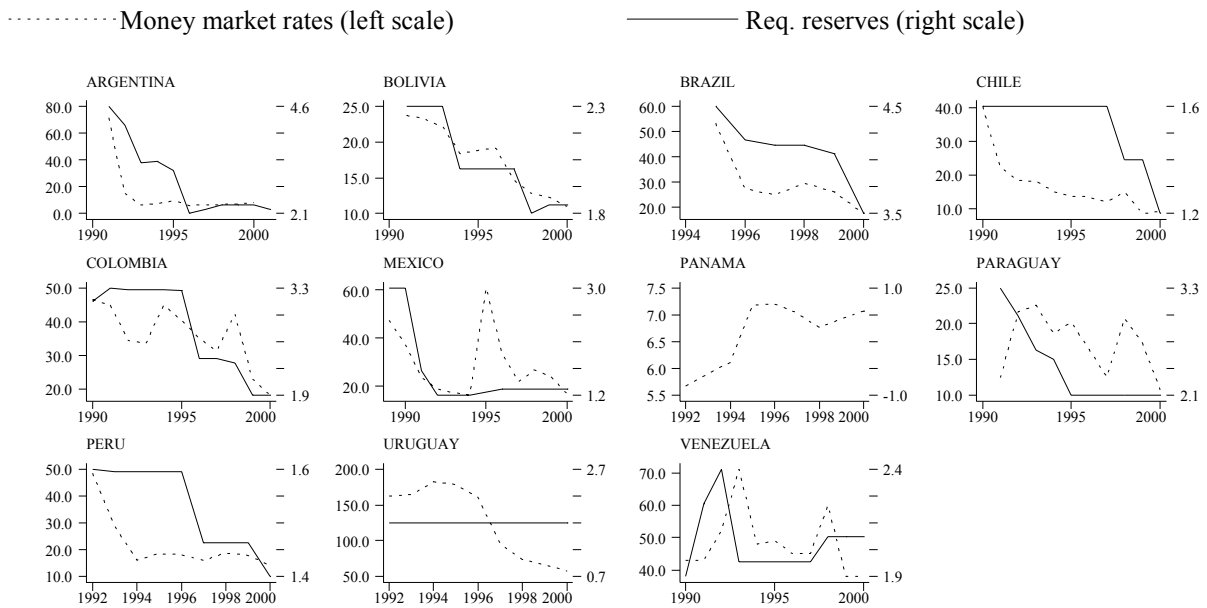 Money market rates (left scale) Req. reserves (right scale)
ARGENTINA BOLIVIA BRAZIL CHILE
80.0 4.6 25.0 2.3 60.0 4.5 40.0 1.6
60.0 20.0 50.0 30.0
40.0 15.0 40.0 20.0
20.0 10.0 30.0 10.0
0.0 2.1 1.8 20.0 3.5 1.2
1990 1995 2000 1990 1995 2000 1994 1996 1998 2000 1990 1995 2000
COLOMBIA MEXICO PANAMA PARAGUAY
50.0 3.3 60.0 3.0 7.5 1.0 25.0 3.3
40.0 40.0 7.0 20.0
30.0 20.0 6.5 15.0
20.0 1.9 1.2 6.0 10.0 2.1
5.5 -1.0
1990 1995 2000 1990 1995 2000 1992 1994 1996 1998 2000 1990 1995 2000
PERU URUGUAY VENEZUELA
50.0 1.6 200.0 2.7 70.0 2.4
40.0 150.0 60.0
30.0 100.0 50.0
20.0 50.0 0.7 40.0 1.9
10.0 1.4
1992 1994 1996 1998 2000 1992 1994 1996 1998 2000 1990 1995 2000